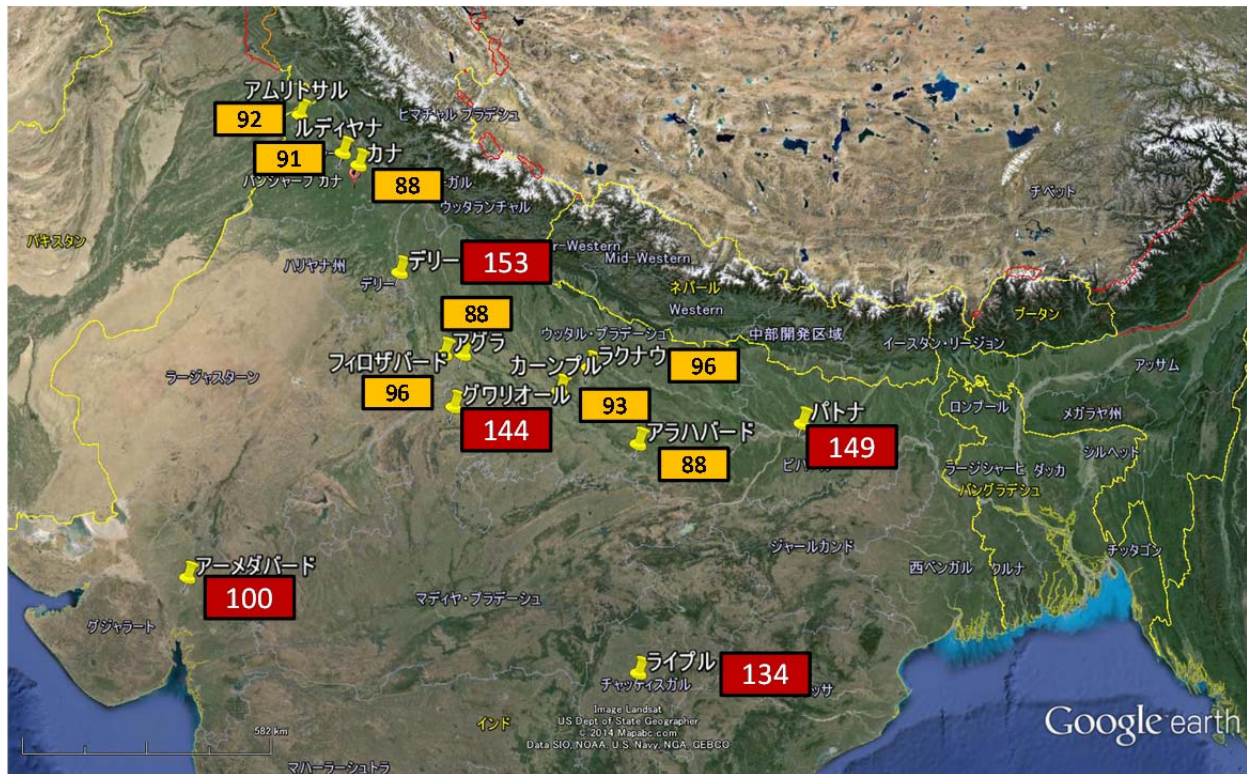 アムリトサル
92
ヒマチャル プラデシュ
ルディヤナ
91
カナ
パンジャーブ カナ
88
ーガル
ウッタランチャル
チベット
パキスタン
ハリヤナ州
デリー
153
デリー
r-Western
Mid-Western
ネパール
Western
ブータン
88
ウッタル・プラデーシュ
中部開発区域
イースタン・リージョン
アッサム
アグラ
フィロザバード
カーンプル
ラクナウ
96
ラージャスターン
96
グワリオール
93
144
アラハバード
88
パトナ
149
ビハ
ロンプール
メガラヤ州
シルヘット
ラージシャーヒ
ダッカ
バングラデシュ
アーメダバード
100
ジャールカンド
西ベンガル
クルナ
チッタゴン
マディヤ・プラデーシュ
グジャラート
ライプル
134
チャッティスガル
ッサ
インド
582 km
マハーラーシュトラ
Image Landsat
US Dept of State Geographer
© 2014 Mapabc.com
Data SIO, NOAA, U.S. Navy, NGA, GEBCO
Google earth